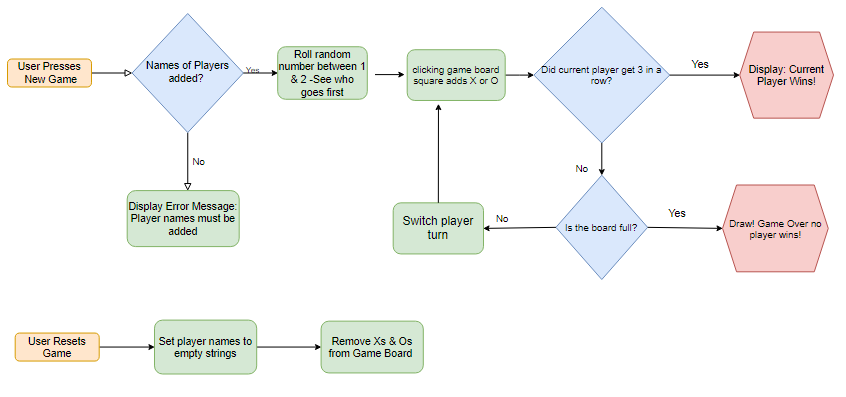 User Presses
New Game
Names of Players
added?
Yes
No
Display Error Message:
Player names must be
added
Roll random
number between 1
& 2 -See who
goes first
clicking game board
square adds X or O
Did current player get 3 in a
row?
Yes
Display: Current
Player Wins!
No
Is the board full?
Yes
Draw! Game Over no
player wins!
No
Switch player
turn
User Resets
Game
Set player names to
empty strings
Remove Xs & Os
from Game Board